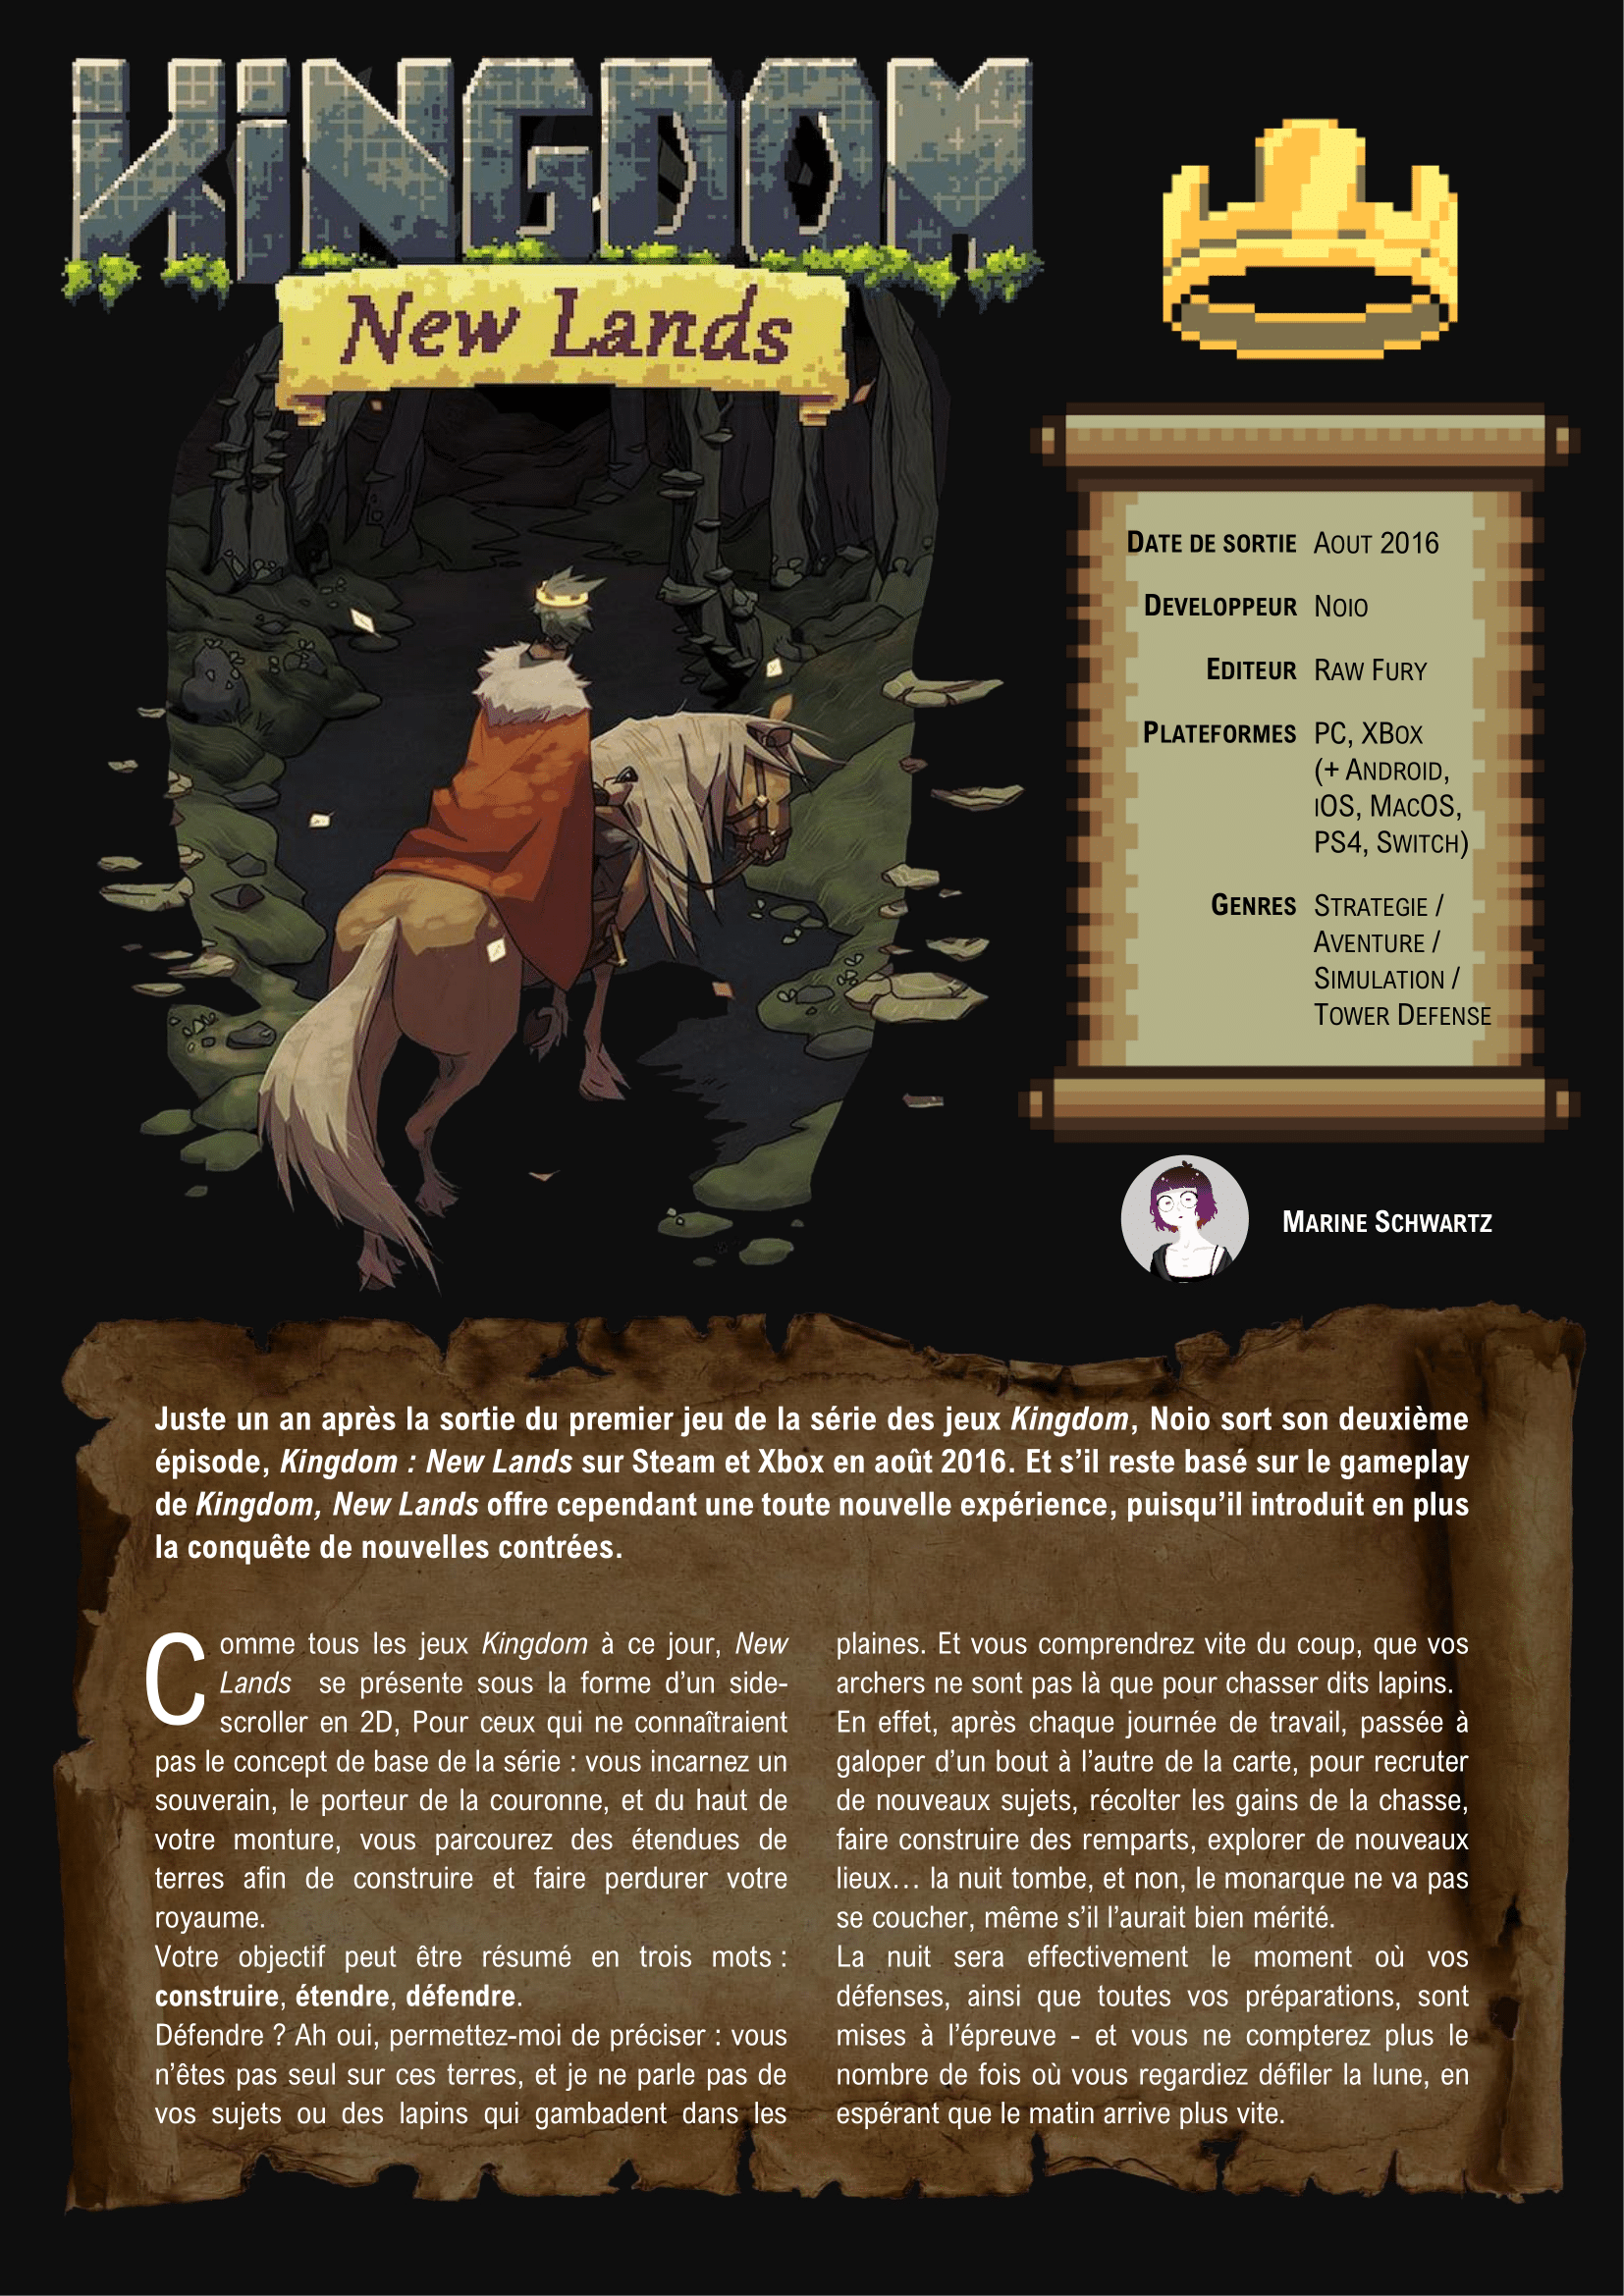 KINGDOM
New Lands
DATE DE SORTIE AOUT 2016
DEVELOPPEUR NOIO
EDITEUR RAW FURY
PLATEFORMES PC, XBOX
(+ ANDROID,
IOS, MACOS,
PS4, SWITCH)
GENRES STRATEGIE /
AVENTURE /
SIMULATION /
TOWER DEFENSE
MARINE SCHWARTZ
Juste un an après la sortie du premier jeu de la série des jeux Kingdom, Noio sort son deuxième
épisode, Kingdom : New Lands sur Steam et Xbox en août 2016. Et s’il reste basé sur le gameplay
de Kingdom, New Lands offre cependant une toute nouvelle expérience, puisqu’il introduit en plus
la conquête de nouvelles contrées.
Comme tous les jeux Kingdom à ce jour, New
Lands se présente sous la forme d’un side-
scroller en 2D, Pour ceux qui ne connaîtraient
pas le concept de base de la série : vous incarnez un
souverain, le porteur de la couronne, et du haut de
votre monture, vous parcourez des étendues de
terres afin de construire et faire perdurer votre
royaume.
Votre objectif peut être résumé en trois mots :
construire, étendre, défendre.
Défendre ? Ah oui, permettez-moi de préciser : vous
n’êtes pas seul sur ces terres, et je ne parle pas de
vos sujets ou des lapins qui gambadent dans les
plaines. Et vous comprendrez vite du coup, que vos
archers ne sont pas là que pour chasser dits lapins.
En effet, après chaque journée de travail, passée à
galoper d’un bout à l’autre de la carte, pour recruter
de nouveaux sujets, récolter les gains de la chasse,
faire construire des remparts, explorer de nouveaux
lieux… la nuit tombe, et non, le monarque ne va pas
se coucher, même s’il l’aurait bien mérité.
La nuit sera effectivement le moment où vos
défenses, ainsi que toutes vos préparations, sont
mises à l’épreuve - et vous ne compterez plus le
nombre de fois où vous regardiez défiler la lune, en
espérant que le matin arrive plus vite.